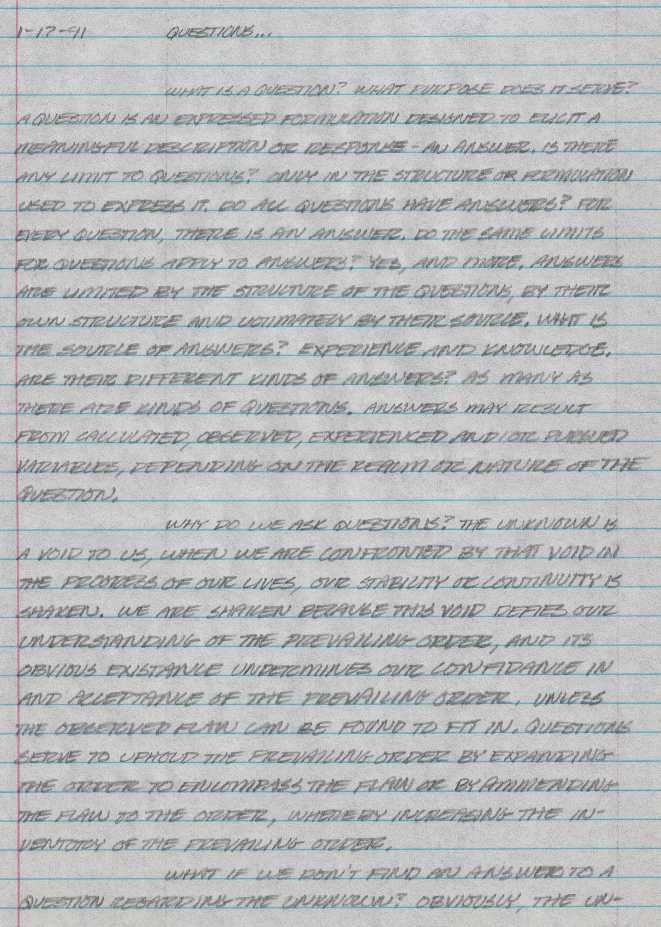 1-17-91 QUESTIONS...
WHAT IS A QUESTION? WHAT PURPOSE DOES IT SERVE?
A QUESTION IS AN EXPRESSED FORMULATION DESIGNED TO ELICIT A
MEANINGFUL DESCRIPTION OR RESPONSE - AN ANSWER. IS THERE
ANY LIMIT TO QUESTIONS? ONLY IN THE STRUCTURE OR FORMULATION
USED TO EXPRESS IT. DO ALL QUESTIONS HAVE ANSWERS? FOR
EVERY QUESTION, THERE IS AN ANSWER. DO THE SAME LIMITS
FOR QUESTIONS APPLY TO ANSWERS? YES, AND MORE. ANSWERS
ARE LIMITED BY THE STRUCTURE OF THE QUESTIONS, BY THEIR
OWN STRUCTURE AND ULTIMATELY BY THEIR SOURCE. WHAT IS
THE SOURCE OF ANSWERS? EXPERIENCE AND KNOWLEDGE.
ARE THEIR DIFFERENT KINDS OF ANSWERS? AS MANY AS
THERE ARE KINDS OF QUESTIONS. ANSWERS MAY RESULT
FROM CALCULATED, OBSERVED, EXPERIENCED AND/OR PURSUED
VARIABLES, DEPENDING ON THE REALM OR NATURE OF THE
QUESTION.
WHY DO WE ASK QUESTIONS? THE UNKNOWN IS
A VOID TO US, WHEN WE ARE CONFRONTED BY THAT VOID IN
THE PROGRESS OF OUR LIVES, OUR STABILITY OR CONTINUITY IS
SHAKEN. WE ARE SHAKEN BECAUSE THIS VOID DEFIES OUR
UNDERSTANDING OF THE PREVAILING ORDER, AND ITS
OBVIOUS EXISTANCE UNDERMINES OUR CONFIDANCE IN
AND ACCEPTANCE OF THE PREVAILING ORDER, UNLESS
THE OBSERVED FLAW CAN BE FOUND TO FIT IN. QUESTIONS
SERVE TO UPHOLD THE PREVAILING ORDER BY EXPANDING
THE ORDER TO ENCOMPASS THE FLAW OR BY AMMENDING
THE FLAW TO THE ORDER, WHEREBY INCREASING THE IN-
VENTORY OF THE PREVAILING ORDER.
WHAT IF WE DON'T FIND AN ANSWER TO A
QUESTION REGARDING THE UNKNOWN? OBVIOUSLY, THE UN-